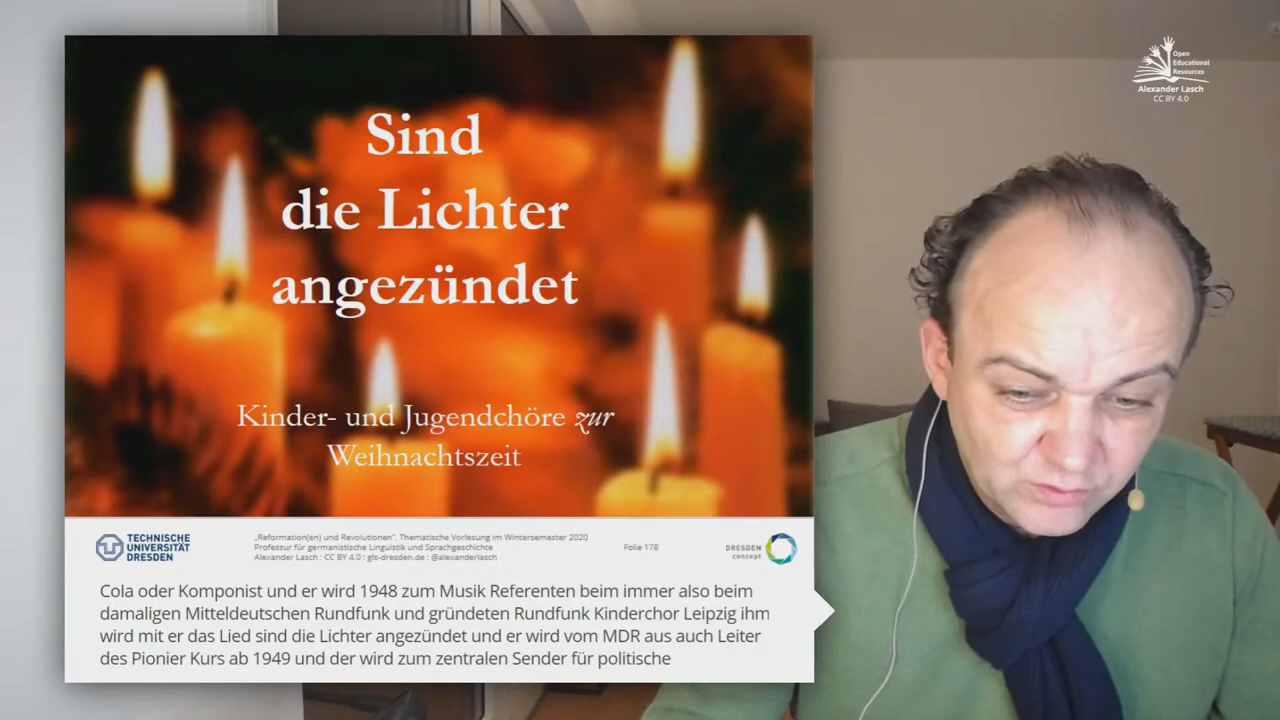 Sind
die Lichter
angezündet
Kinder- und Jugendchöre zur
Weihnachtszeit
TECHNISCHE
UNIVERSITÄT
DRESDEN
„Reformation(en) und Revolutionen", Thematische Vorlesung im Wintersemester 2020
Professur für germanistische Linguistik und Sprachgeschichte
Alexander Lasch : CC BY 4.0 : gls-dresden.de : @alexanderlasch
Folie 178
DRESDEN
concept
Cola oder Komponist und er wird 1948 zum Musik Referenten beim immer also beim
damaligen Mitteldeutschen Rundfunk und gründeten Rundfunk Kinderchor Leipzig ihm
wird mit er das Lied sind die Lichter angezündet und er wird vom MDR aus auch Leiter
des Pionier Kurs ab 1949 und der wird zum zentralen Sender für politische
Open
Educational
Resources
Alexander Lasch
CC BY 4.0